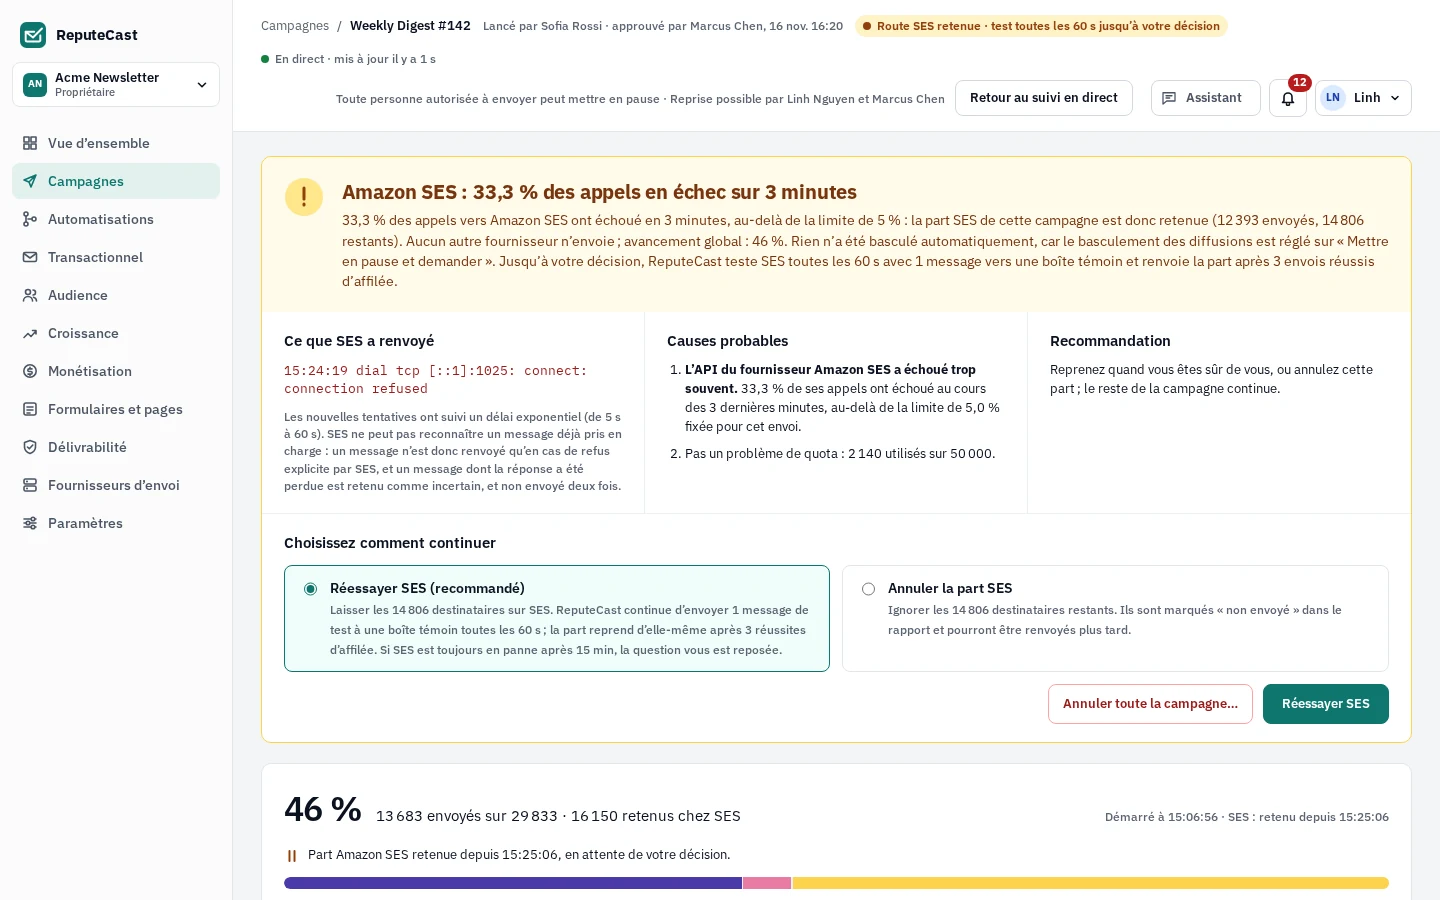 ReputeCast
AN
Acme Newsletter
Propriétaire
Vue d’ensemble
Campagnes
Automatisations
Transactionnel
Audience
Croissance
Monétisation
Formulaires et pages
Délivrabilité
Fournisseurs d’envoi
Paramètres
Campagnes / Weekly Digest #142 Lancé par Sofia Rossi · approuvé par Marcus Chen, 16 nov. 16:20 Route SES retenue · test toutes les 60 s jusqu’à votre décision
En direct · mis à jour il y a 1 s
Toute personne autorisée à envoyer peut mettre en pause · Reprise possible par Linh Nguyen et Marcus Chen
Retour au suivi en direct
Assistant
12
LN Linh
Amazon SES : 33,3 % des appels en échec sur 3 minutes
33,3 % des appels vers Amazon SES ont échoué en 3 minutes, au-delà de la limite de 5 % : la part SES de cette campagne est donc retenue (12 393 envoyés, 14 806
restants). Aucun autre fournisseur n’envoie ; avancement global : 46 %. Rien n’a été basculé automatiquement, car le basculement des diffusions est réglé sur « Mettre
en pause et demander ». Jusqu’à votre décision, ReputeCast teste SES toutes les 60 s avec 1 message vers une boîte témoin et renvoie la part après 3 envois réussis
d’affilée.
Ce que SES a renvoyé
15:24:19 dial tcp [::1]:1025: connect:
connection refused
Les nouvelles tentatives ont suivi un délai exponentiel (de 5 s
à 60 s). SES ne peut pas reconnaître un message déjà pris en
charge : un message n’est donc renvoyé qu’en cas de refus
explicite par SES, et un message dont la réponse a été
perdue est retenu comme incertain, et non envoyé deux fois.
Causes probables
1. L’API du fournisseur Amazon SES a échoué trop
souvent. 33,3 % de ses appels ont échoué au cours
des 3 dernières minutes, au-delà de la limite de 5,0 %
fixée pour cet envoi.
2. Pas un problème de quota : 2 140 utilisés sur 50 000.
Recommandation
Reprenez quand vous êtes sûr de vous, ou annulez cette
part ; le reste de la campagne continue.
Choisissez comment continuer
Réessayer SES (recommandé)
Laisser les 14 806 destinataires sur SES. ReputeCast continue d’envoyer 1 message de
test à une boîte témoin toutes les 60 s ; la part reprend d’elle-même après 3 réussites
d’affilée. Si SES est toujours en panne après 15 min, la question vous est reposée.
Annuler la part SES
Ignorer les 14 806 destinataires restants. Ils sont marqués « non envoyé » dans le
rapport et pourront être renvoyés plus tard.
Annuler toute la campagne…
Réessayer SES
46 % 13 683 envoyés sur 29 833 · 16 150 retenus chez SES
Démarré à 15:06:56 · SES : retenu depuis 15:25:06
Part Amazon SES retenue depuis 15:25:06, en attente de votre décision.